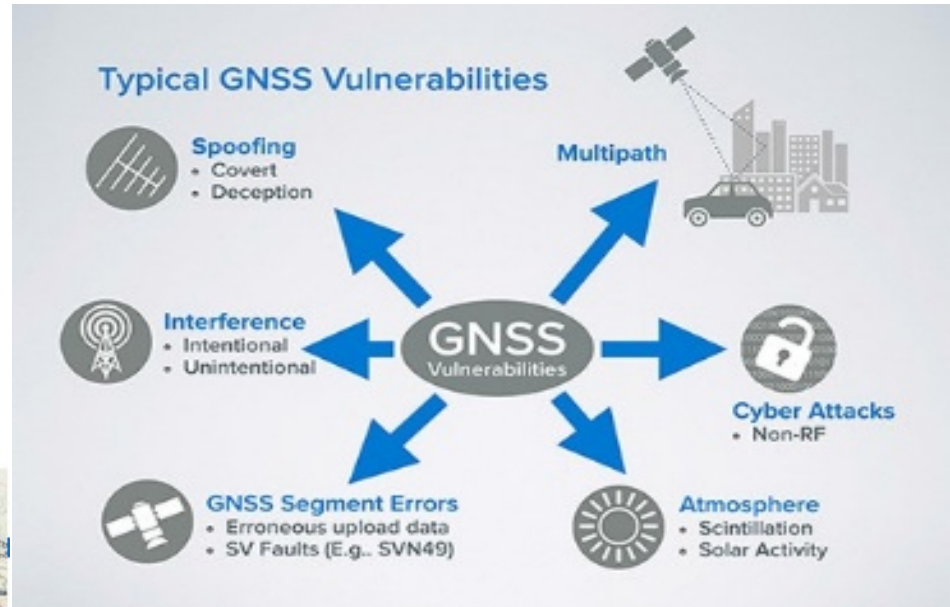 Typical GNSS Vulnerabilities
Spoofing
• Covert
• Deception
Multipath
Interference
• Intentional
• Unintentional
GNSS
Vulnerabilities
Cyber Attacks
• Non-RF
GNSS Segment Errors
• Erroneous upload data
• SV Faults (E.g.. SVN49)
Atmosphere
• Scintillation
• Solar Activity